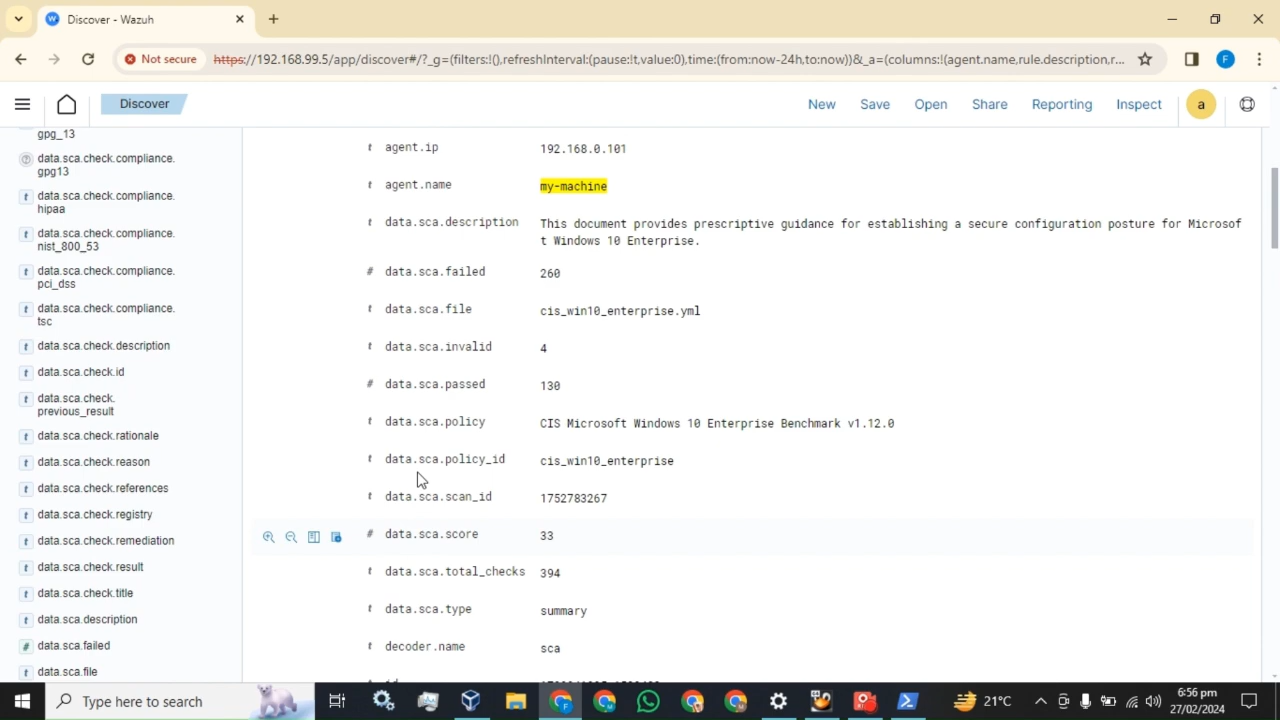 Discover - Wazuh
Not secure
https://192.168.99.5/app/discover#/?_g=(filters:!(),refreshInterval:(pause:!t,value:0),time:(from:now-24h,to:now))&_a=(columns:!(agent.name,rule.description,r...
F
Discover
New
Save
Open
Share
Reporting
Inspect
a
gpg_13
data.sca.check.compliance.
gpg13
data.sca.check.compliance.
hipaa
data.sca.check.compliance.
nist_800_53
data.sca.check.compliance.
pci_dss
data.sca.check.compliance.
tsc
data.sca.check.description
data.sca.check.id
data.sca.check.
previous_result
data.sca.check.rationale
data.sca.check.reason
data.sca.check.references
data.sca.check.registry
data.sca.check.remediation
data.sca.check.result
data.sca.check.title
data.sca.description
# data.sca.failed
data.sca.file
t agent.ip 192.168.0.101
t agent.name my-machine
t data.sca.description This document provides prescriptive guidance for establishing a secure configuration posture for Microsof
t Windows 10 Enterprise.
# data.sca.failed 260
t data.sca.file cis_win10_enterprise.yml
t data.sca.invalid 4
# data.sca.passed 130
t data.sca.policy CIS Microsoft Windows 10 Enterprise Benchmark v1.12.0
t data.sca.policy_id cis_win10_enterprise
t data.sca.scan_id 1752783267
# data.sca.score 33
t data.sca.total_checks 394
t data.sca.type summary
t decoder.name sca
Type here to search
21°C
6:56 pm
27/02/2024